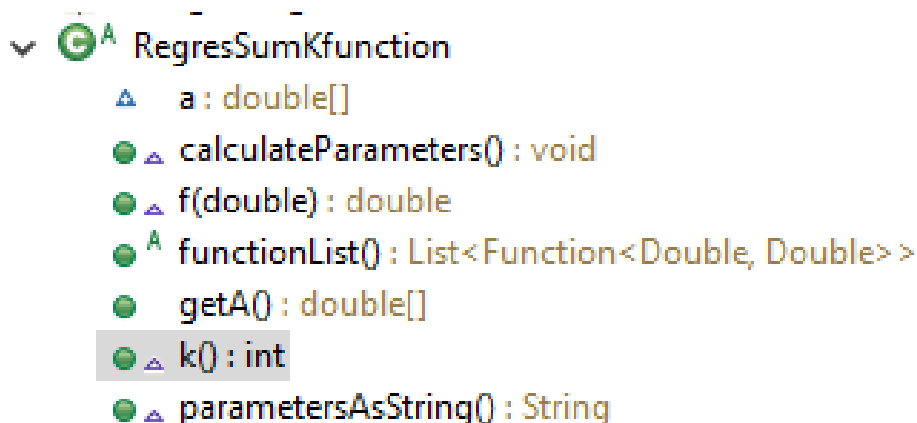 RegresSumKfunction
a : double[]
calculateParameters() : void
f(double) : double
functionList() : List<Function<Double, Double>>
getA() : double[]
k() : int
parametersAsString() : String